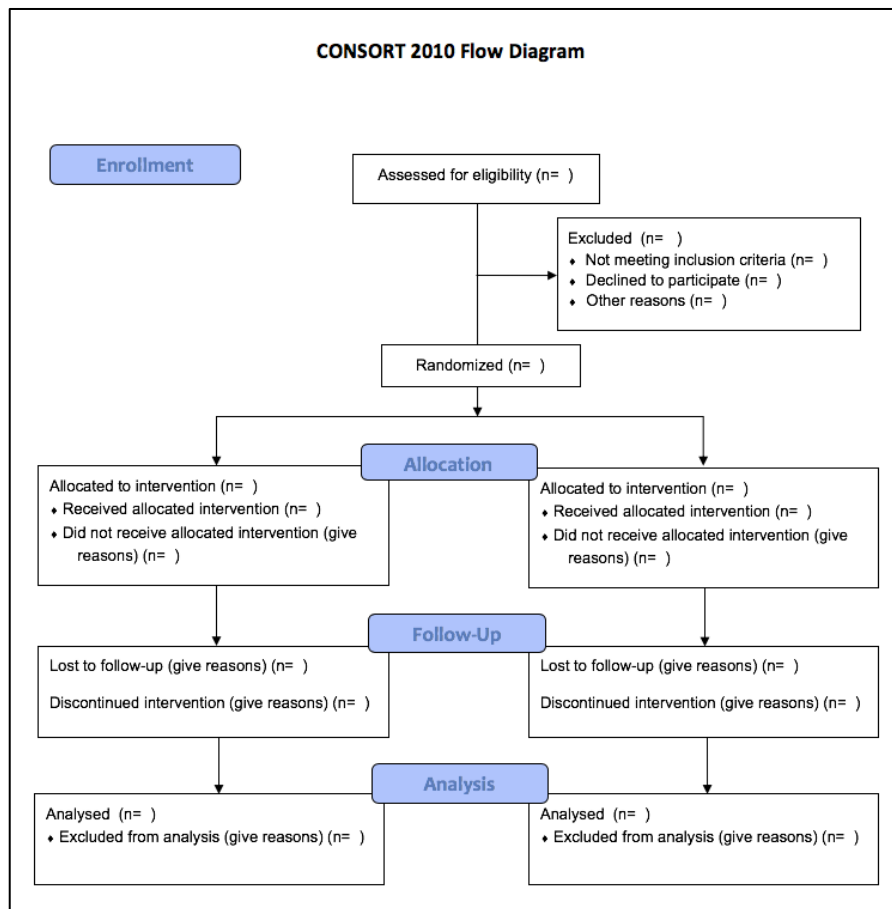 CONSORT 2010 Flow Diagram
Enrollment
Assessed for eligibility (n= )
Excluded (n= )
♦ Not meeting inclusion criteria (n= )
♦ Declined to participate (n= )
♦ Other reasons (n= )
Randomized (n= )
Allocation
Allocated to intervention (n= )
♦ Received allocated intervention (n= )
♦ Did not receive allocated intervention (give
reasons) (n= )
Allocated to intervention (n= )
♦ Received allocated intervention (n= )
♦ Did not receive allocated intervention (give
reasons) (n= )
Follow-Up
Lost to follow-up (give reasons) (n= )
Discontinued intervention (give reasons) (n= )
Lost to follow-up (give reasons) (n= )
Discontinued intervention (give reasons) (n= )
Analysis
Analysed (n= )
♦ Excluded from analysis (give reasons) (n= )
Analysed (n= )
♦ Excluded from analysis (give reasons) (n= )